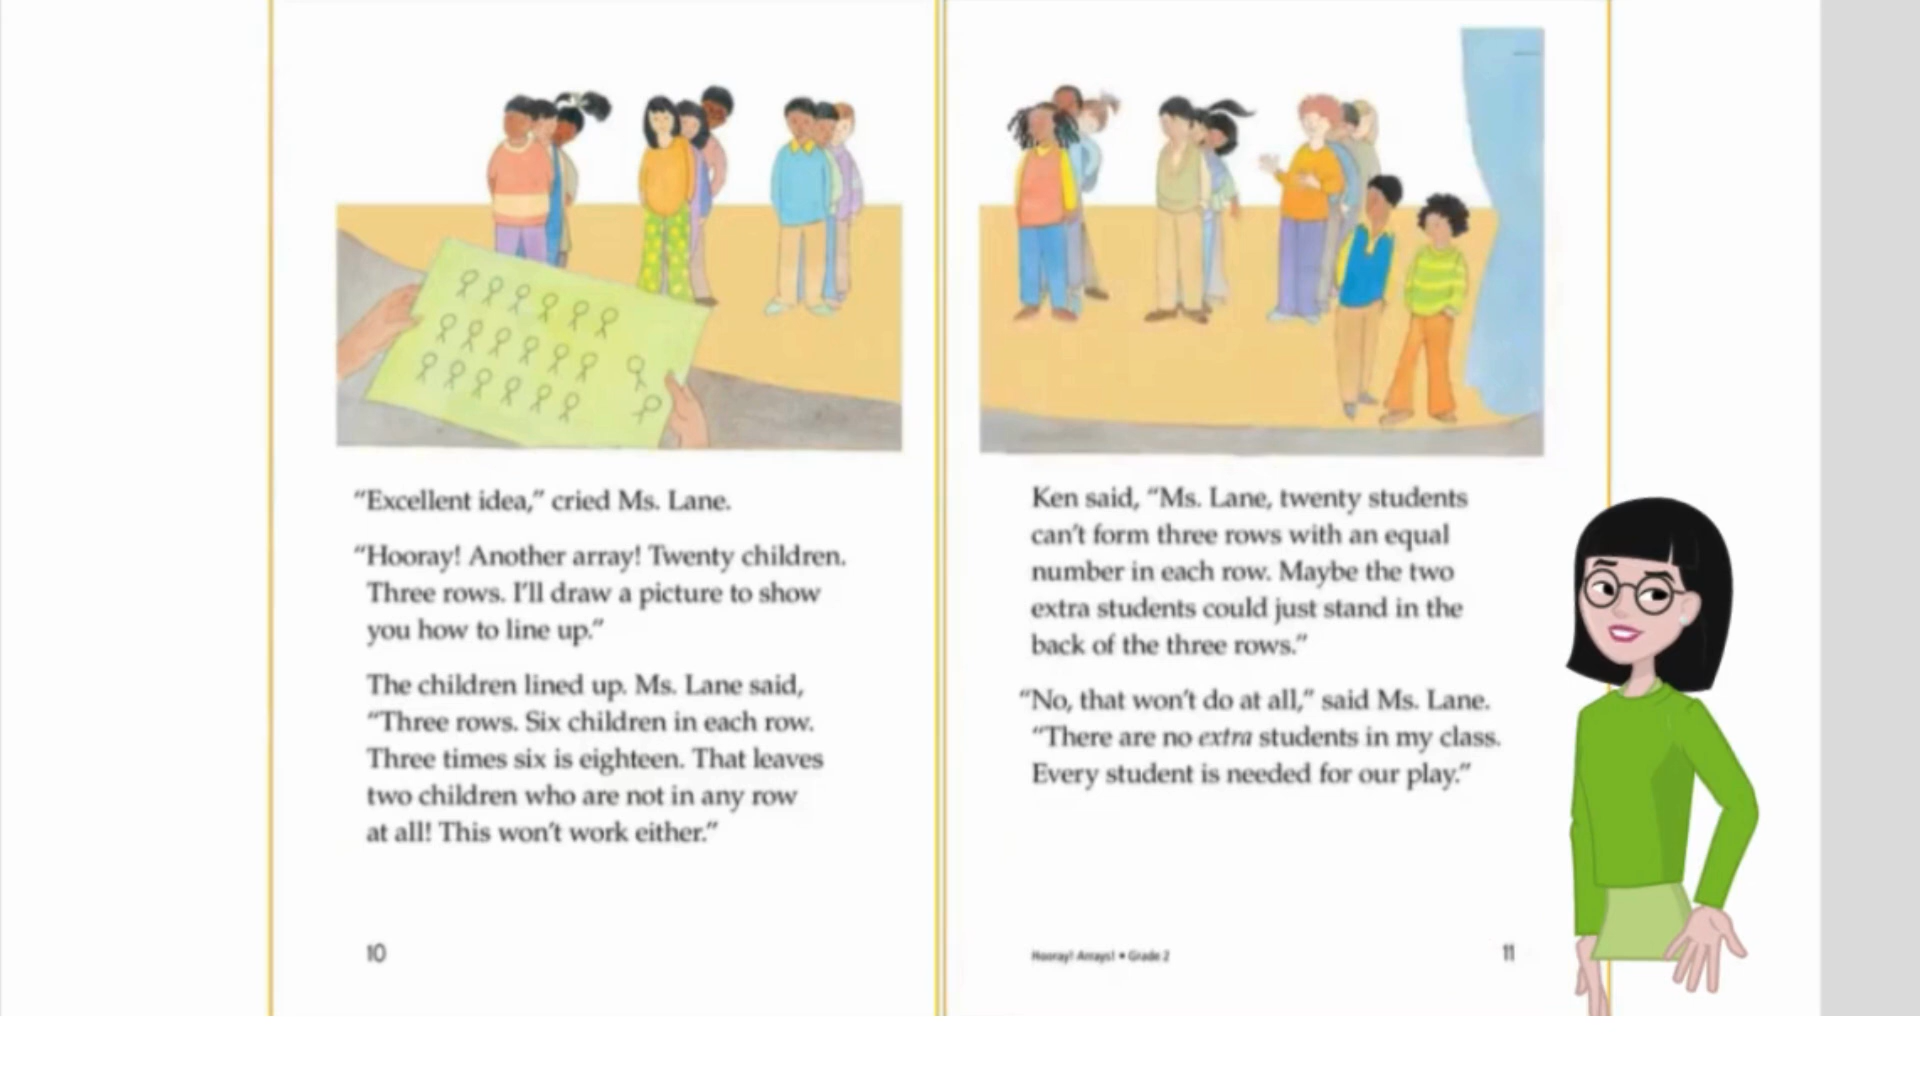 “Excellent idea,” cried Ms. Lane.
“Hooray! Another array! Twenty children.
Three rows. I’ll draw a picture to show
you how to line up.”
The children lined up. Ms. Lane said,
“Three rows. Six children in each row.
Three times six is eighteen. That leaves
two children who are not in any row
at all! This won’t work either.”
10
Ken said, “Ms. Lane, twenty students
can’t form three rows with an equal
number in each row. Maybe the two
extra students could just stand in the
back of the three rows.”
“No, that won’t do at all,” said Ms. Lane.
“There are no extra students in my class.
Every student is needed for our play.”
Hooray! Arrays! • Grade 2
11